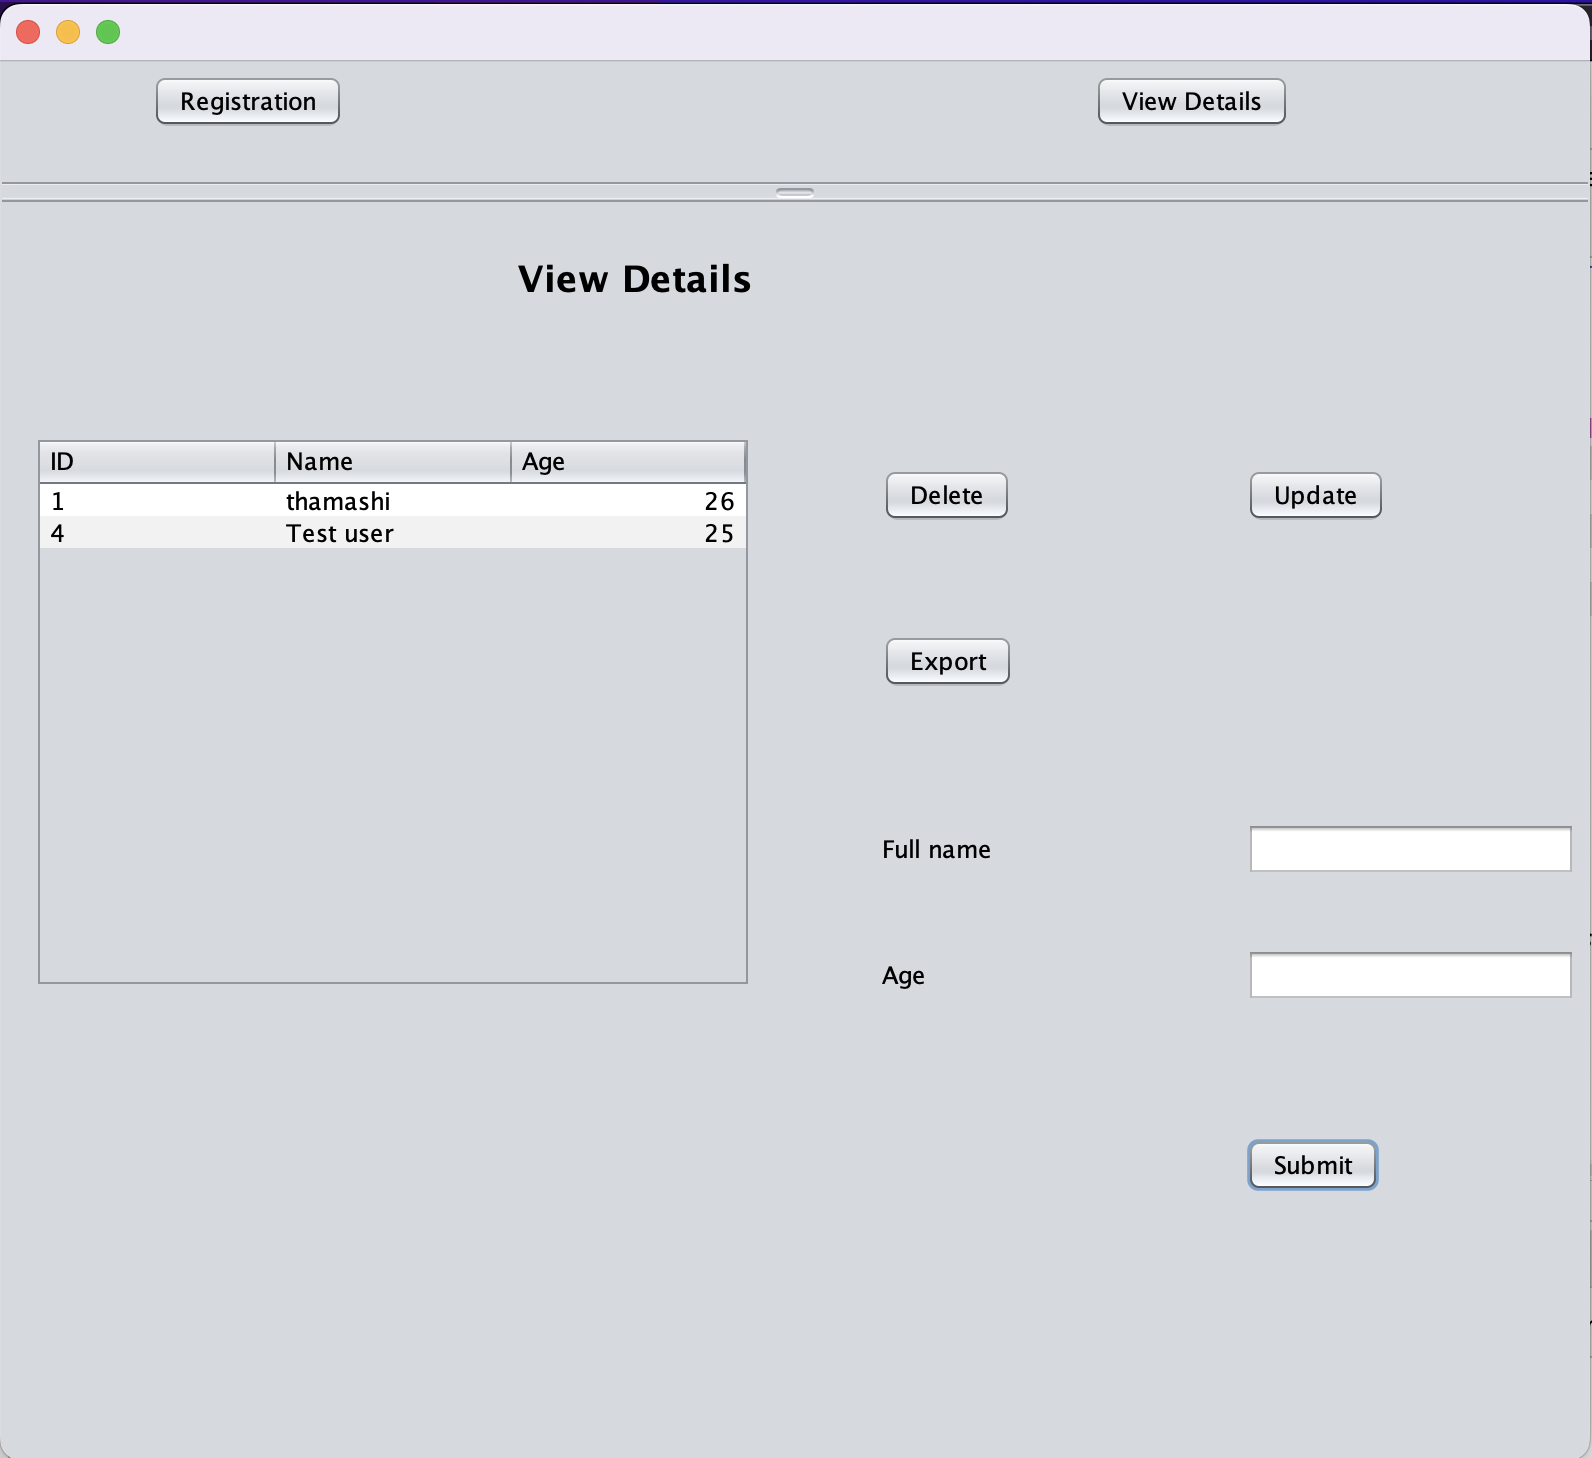 Registration View Details
View Details
ID Name Age
1 thamashi 26
4 Test user 25
Delete Update
Export
Full name
Age
Submit